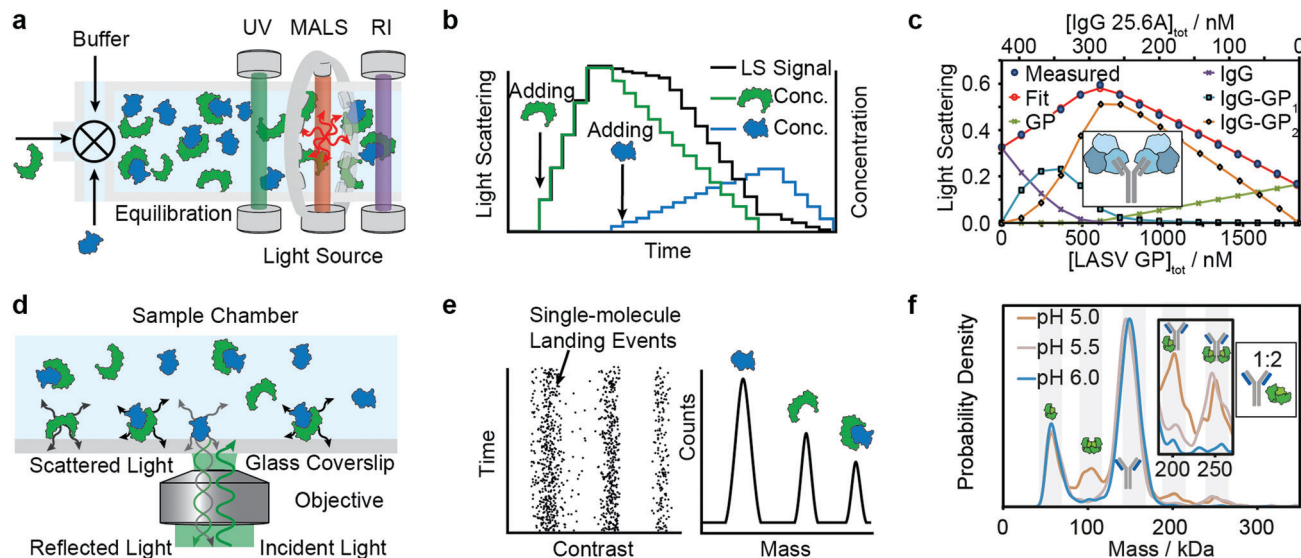 a
UV MALS RI
Buffer
Equilibration
Light Source
b
Light Scattering
Adding
Adding
LS Signal
Conc.
Conc.
Concentration
Time
c
[IgG 25.6A]tot / nM
400 300 200 100 0
Light Scattering
0.6
0.4
0.2
0.0
Measured
Fit
GP
IgG
IgG-GP1
IgG-GP2
0 500 1000 1500
[LASV GP]tot / nM
d
Sample Chamber
Scattered Light
Glass Coverslip
Objective
Reflected Light
Incident Light
e
Single-molecule
Landing Events
Time
Contrast
Counts
Mass
f
Probability Density
pH 5.0
pH 5.5
pH 6.0
1:2
200 250
0 100 200 300
Mass / kDa